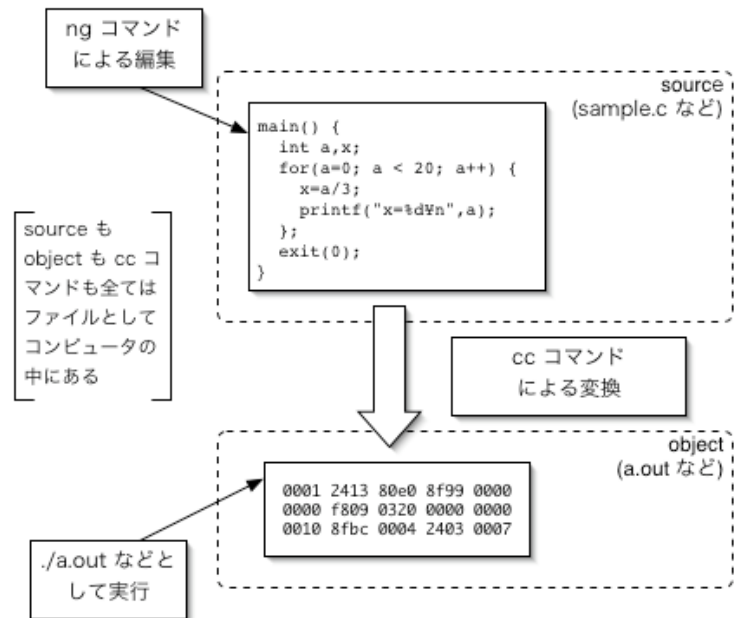 ng コマンド
による編集
source
(sample.c など)
main() {
  int a,x;
  for(a=0; a < 20; a++) {
    x=a/3;
    printf("x=%d¥n",a);
  };
  exit(0);
}
source も
object も cc コ
マンドも全ては
ファイルとして
コンピュータの
中にある
cc コマンド
による変換
object
(a.out など)
0001 2413 80e0 8f99 0000
0000 f809 0320 0000 0000
0010 8fbc 0004 2403 0007
./a.out などと
して実行